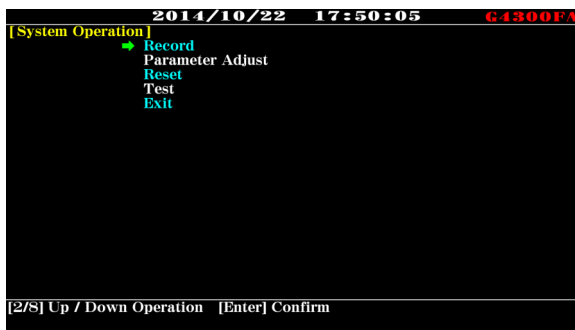 2014/10/22 17:50:05 G4300FA
[System Operation]
Record
Parameter Adjust
Reset
Test
Exit
[2/8] Up / Down Operation [Enter] Confirm